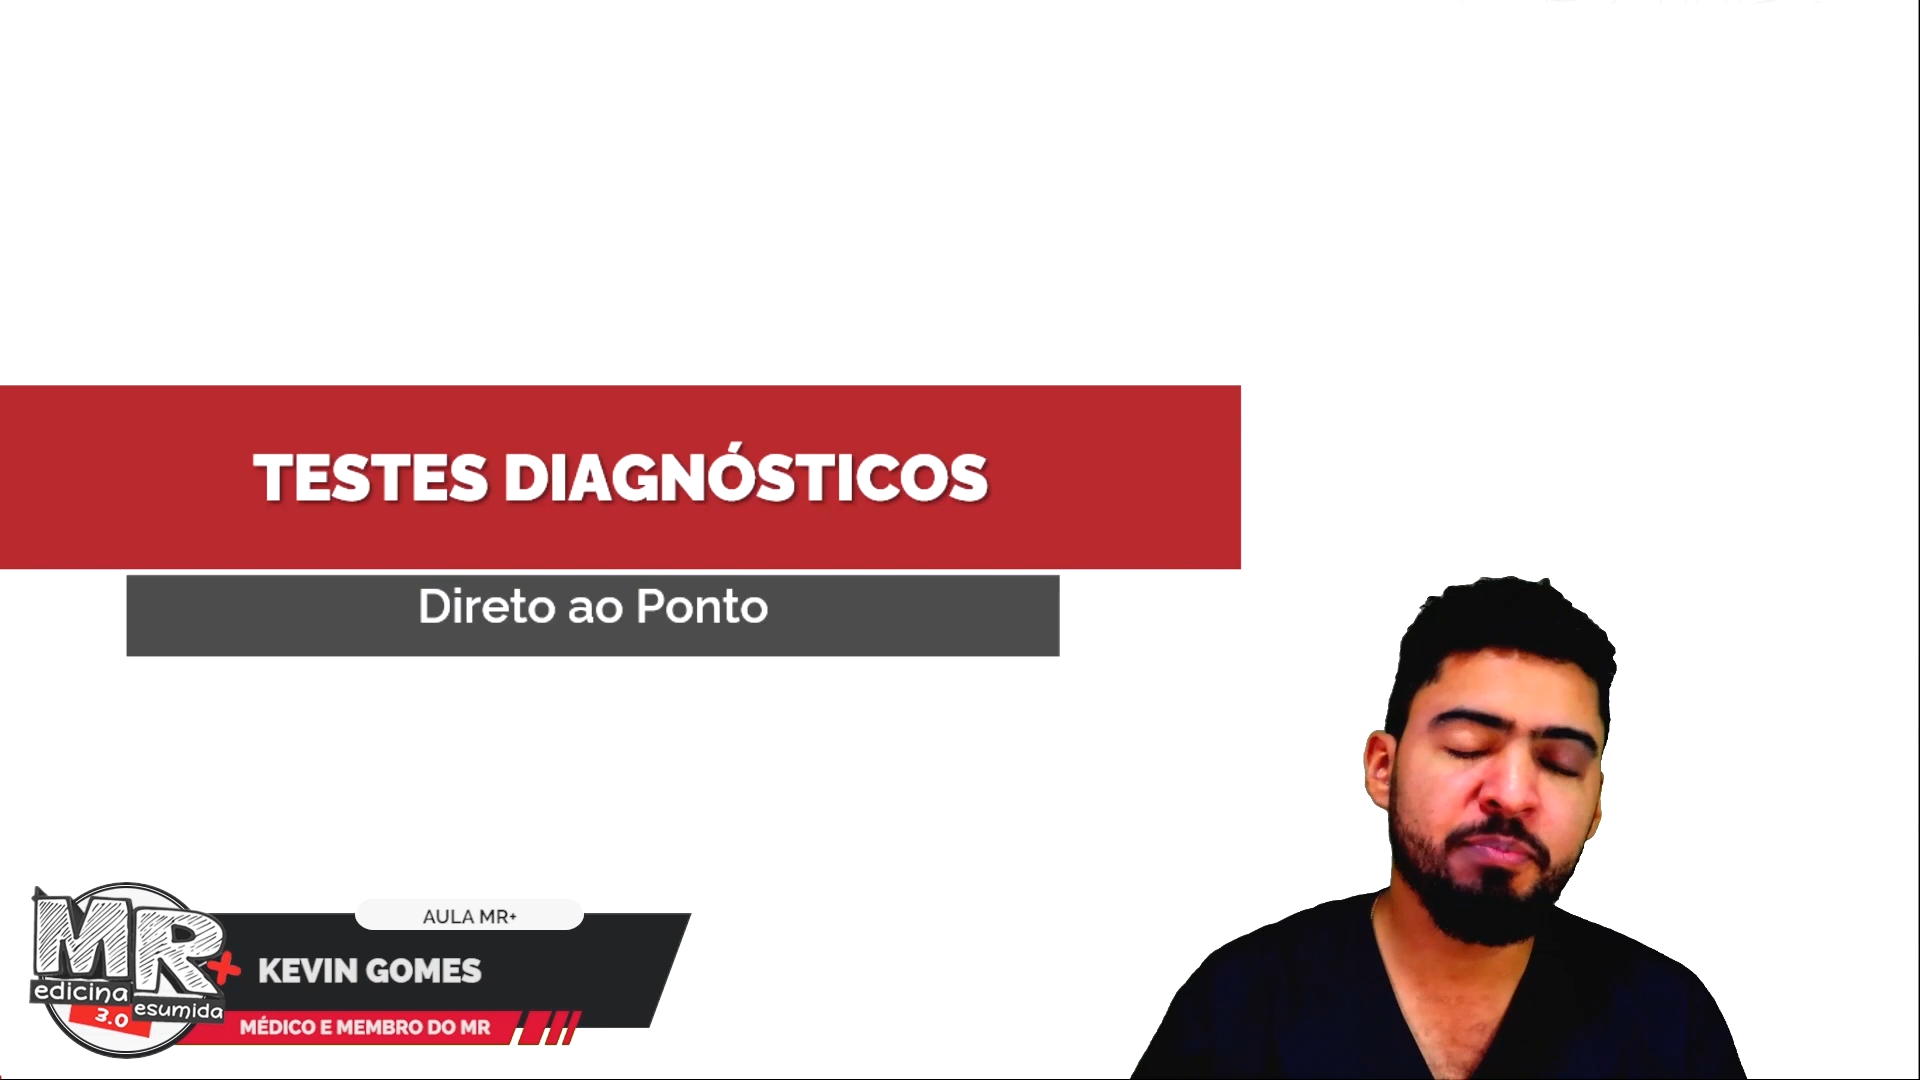 TESTES DIAGNÓSTICOS
Direto ao Ponto
AULA MR+
KEVIN GOMES
MÉDICO E MEMBRO DO MR
MR+
edicina
esumida
3.0